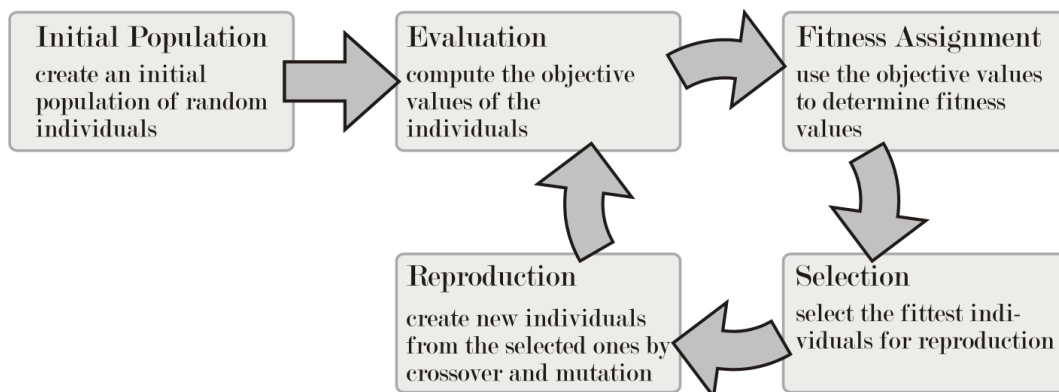 Initial Population
create an initial
population of random
individuals
Evaluation
compute the objective
values of the
individuals
Fitness Assignment
use the objective values
to determine fitness
values
Reproduction
create new individuals
from the selected ones by
crossover and mutation
Selection
select the fittest indi-
viduals for reproduction